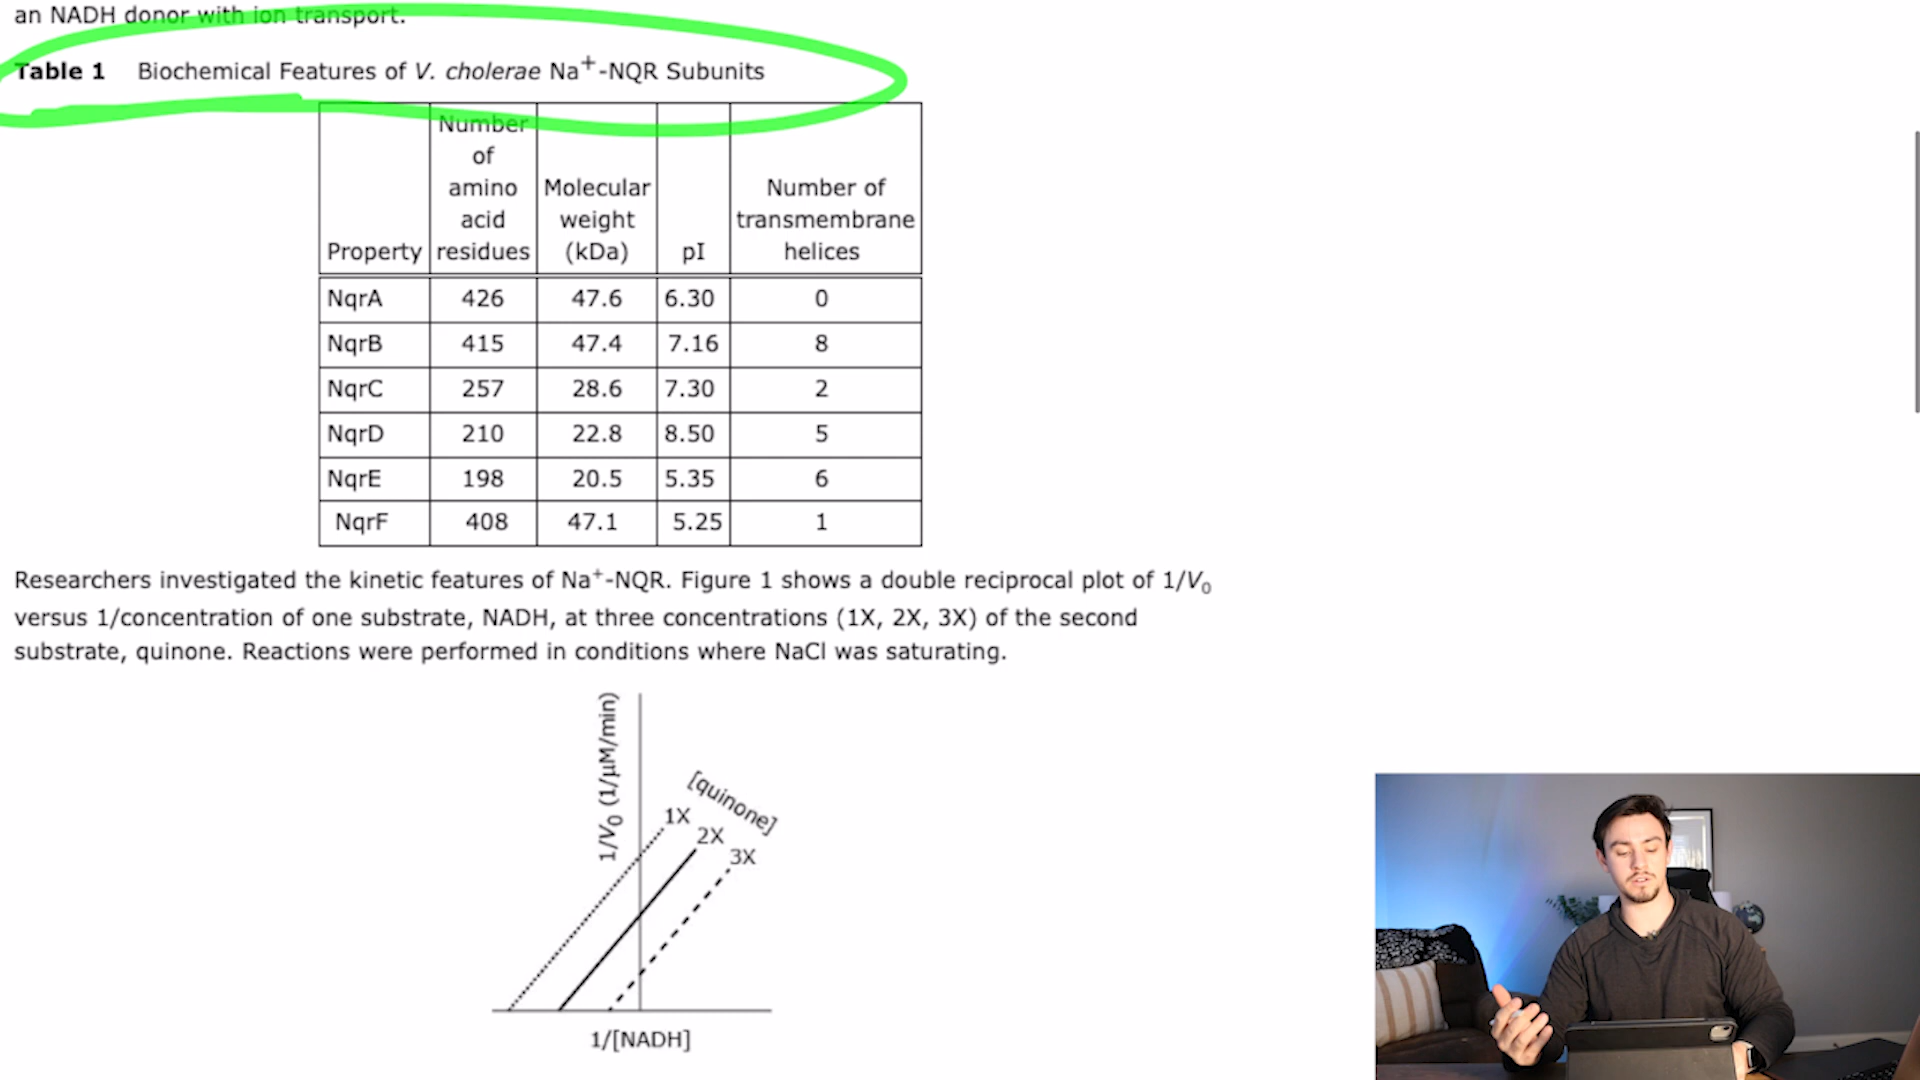 an NADH donor with ion transport.
Table 1 Biochemical Features of V. cholerae Na⁺-NQR Subunits
Number
of
amino
acid
residues
Molecular
weight
(kDa)
Number of
transmembrane
helices
Property
pI
NqrA 426 47.6 6.30 0
NqrB 415 47.4 7.16 8
NqrC 257 28.6 7.30 2
NqrD 210 22.8 8.50 5
NqrE 198 20.5 5.35 6
NqrF 408 47.1 5.25 1
Researchers investigated the kinetic features of Na⁺-NQR. Figure 1 shows a double reciprocal plot of 1/V₀
versus 1/concentration of one substrate, NADH, at three concentrations (1X, 2X, 3X) of the second
substrate, quinone. Reactions were performed in conditions where NaCl was saturating.
1/V₀ (1/μM/min)
[quinone]
1X
2X
3X
1/[NADH]